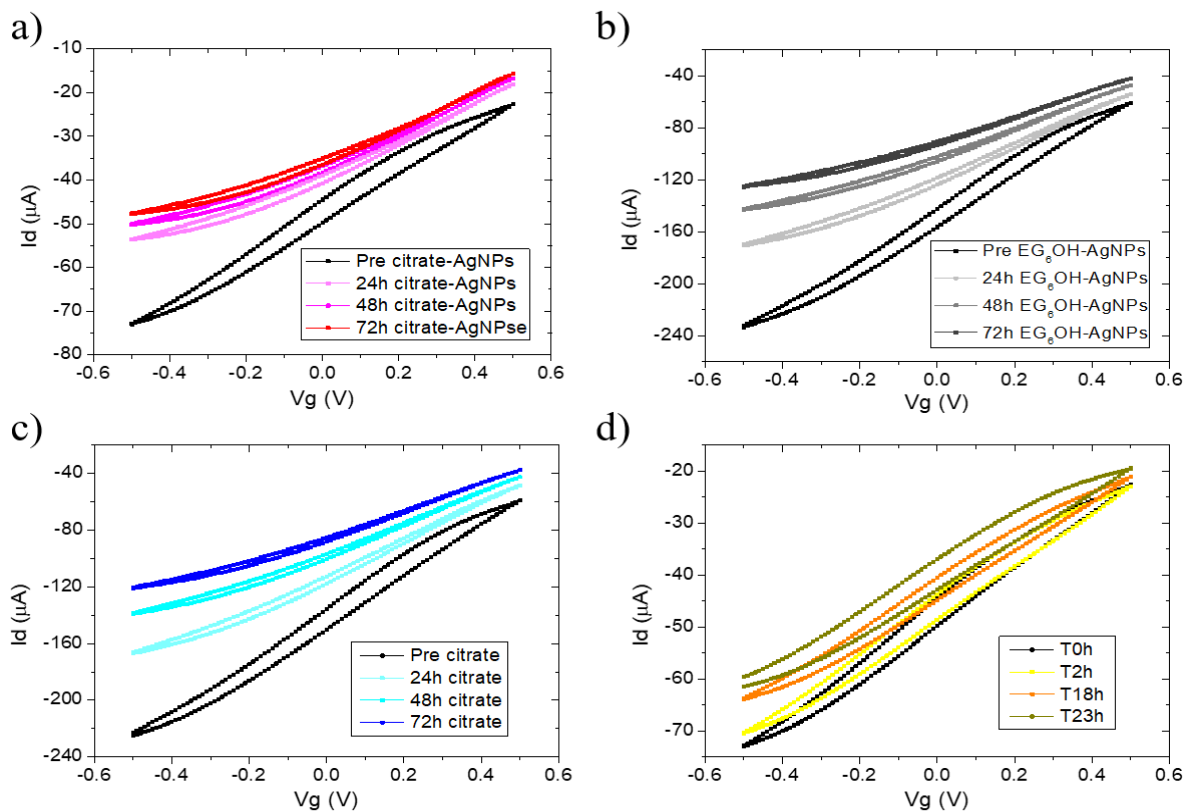 a)
-10
-20
-30
-40
-50
-60
-70
-80
Id (μA)
-0.6 -0.4 -0.2 0.0 0.2 0.4 0.6
Vg (V)
Pre citrate-AgNPs
24h citrate-AgNPs
48h citrate-AgNPs
72h citrate-AgNPse
b)
-40
-80
-120
-160
-200
-240
Id (μA)
-0.6 -0.4 -0.2 0.0 0.2 0.4 0.6
Vg (V)
Pre EG₆OH-AgNPs
24h EG₆OH-AgNPs
48h EG₆OH-AgNPs
72h EG₆OH-AgNPs
c)
-40
-80
-120
-160
-200
-240
Id (μA)
-0.6 -0.4 -0.2 0.0 0.2 0.4 0.6
Vg (V)
Pre citrate
24h citrate
48h citrate
72h citrate
d)
-20
-30
-40
-50
-60
-70
Id (μA)
-0.6 -0.4 -0.2 0.0 0.2 0.4 0.6
Vg (V)
T0h
T2h
T18h
T23h